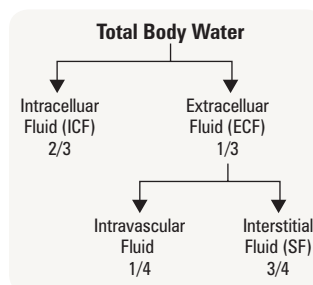 Total Body Water
Intracelluar
Fluid (ICF)
2/3
Extracelluar
Fluid (ECF)
1/3
Intravascular
Fluid
1/4
Interstitial
Fluid (SF)
3/4